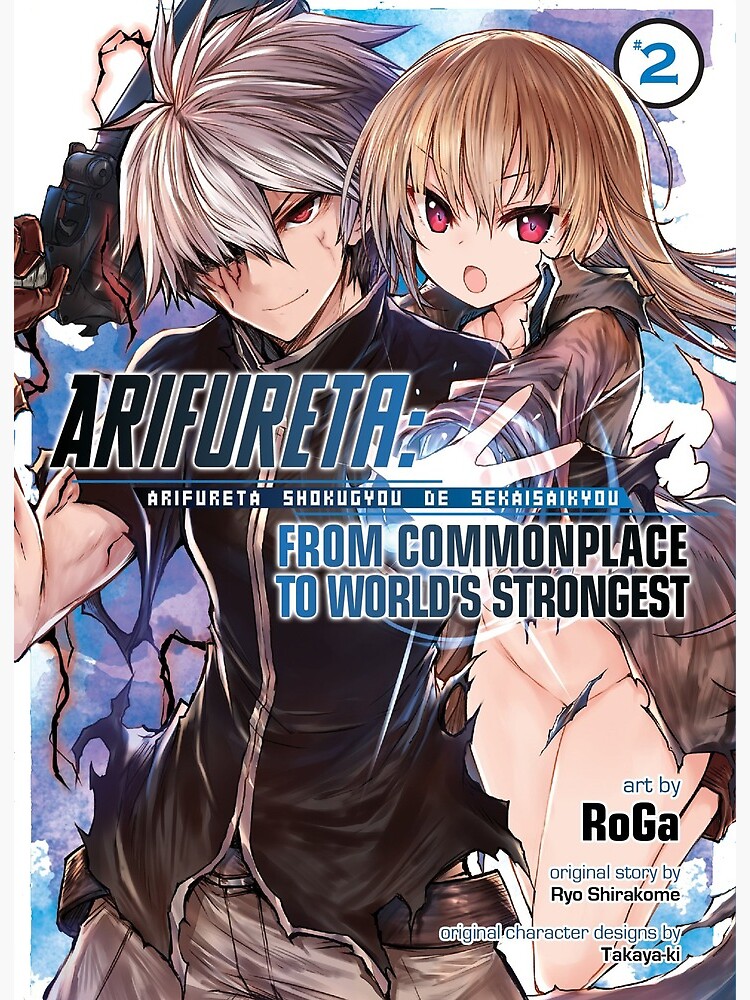 #2
ARIFURETA:
ARIFURETA SHOKUGYOU DE SEKAISAIKYOU
FROM COMMONPLACE
TO WORLD'S STRONGEST
art by
RoGa
original story by
Ryo Shirakome
original character designs by
Takaya-ki